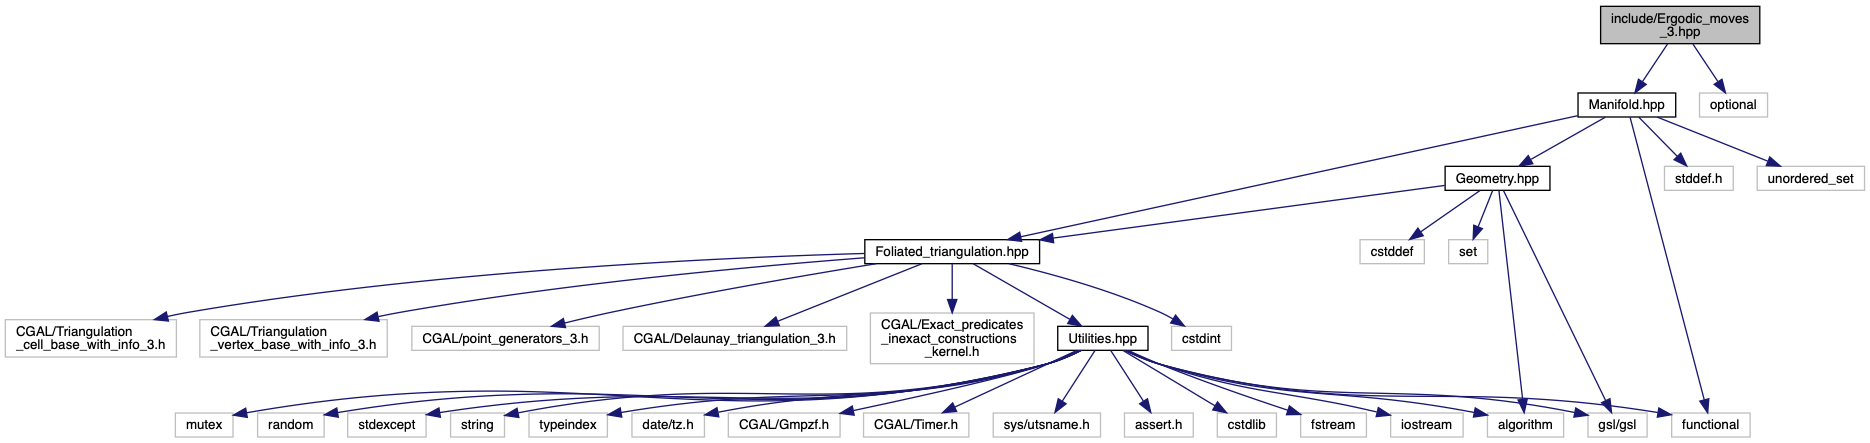 include/Ergodic_moves
_3.hpp
Manifold.hpp
optional
Geometry.hpp
stddef.h
unordered_set
Foliated_triangulation.hpp
cstddef
set
CGAL/Triangulation
_cell_base_with_info_3.h
CGAL/Triangulation
_vertex_base_with_info_3.h
CGAL/point_generators_3.h
CGAL/Delaunay_triangulation_3.h
CGAL/Exact_predicates
_inexact_constructions
_kernel.h
Utilities.hpp
cstdint
mutex
random
stdexcept
string
typeindex
date/tz.h
CGAL/Gmpzf.h
CGAL/Timer.h
sys/utsname.h
assert.h
cstdlib
fstream
iostream
algorithm
gsl/gsl
functional